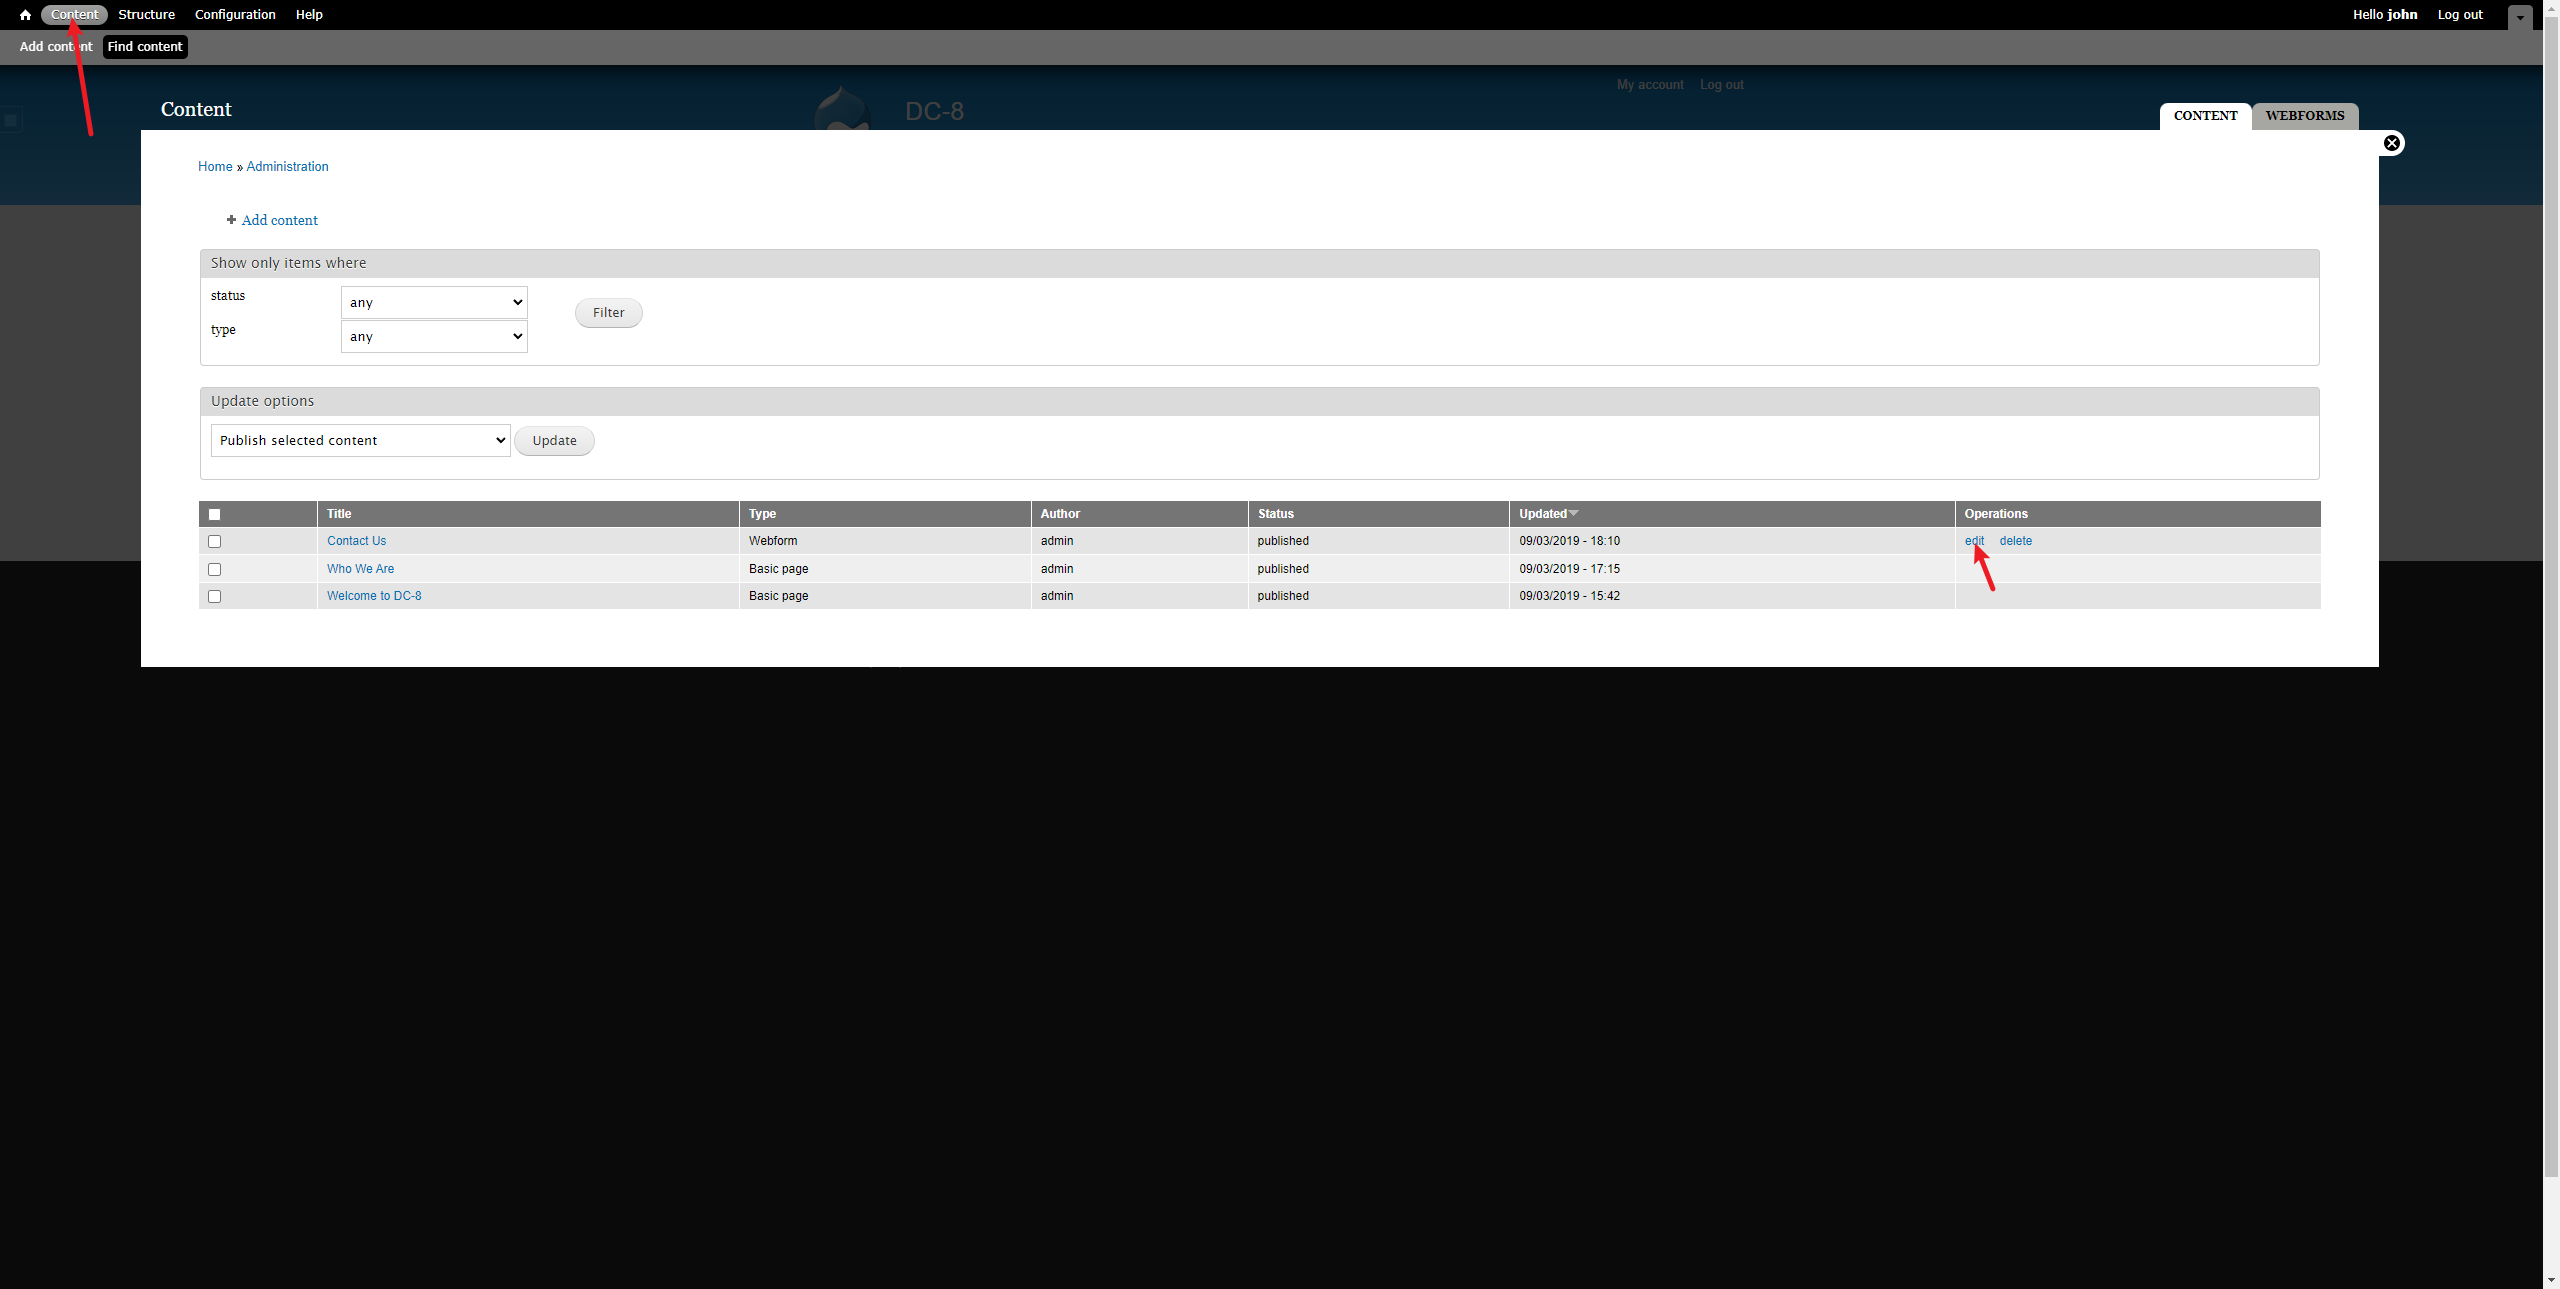 Content Structure Configuration Help Hello john Log out
Add content Find content
My account Log out
Content DC-8
CONTENT WEBFORMS
Home » Administration
Add content
Show only items where
status any
Filter
type any
Update options
Publish selected content Update
Title Type Author Status Updated Operations
Contact Us Webform admin published 09/03/2019 - 18:10 edit delete
Who We Are Basic page admin published 09/03/2019 - 17:15
Welcome to DC-8 Basic page admin published 09/03/2019 - 15:42